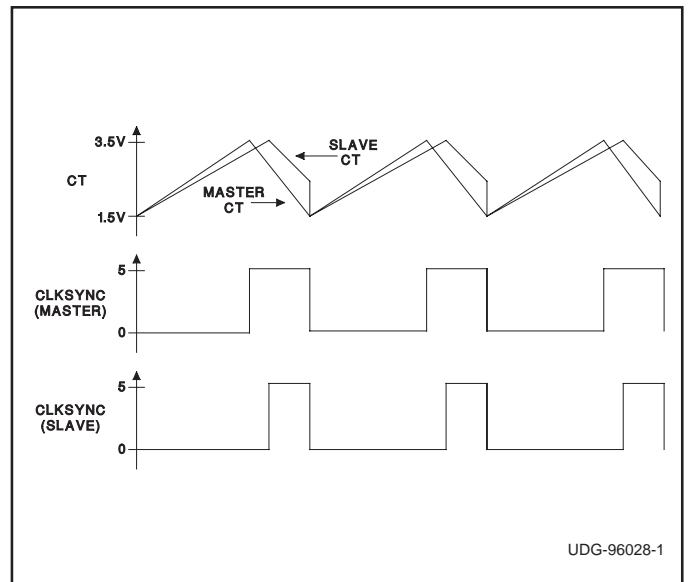 3.5V
SLAVE
CT
CT
MASTER
CT
1.5V
5
CLKSYNC
(MASTER)
0
5
CLKSYNC
(SLAVE)
0
UDG-96028-1